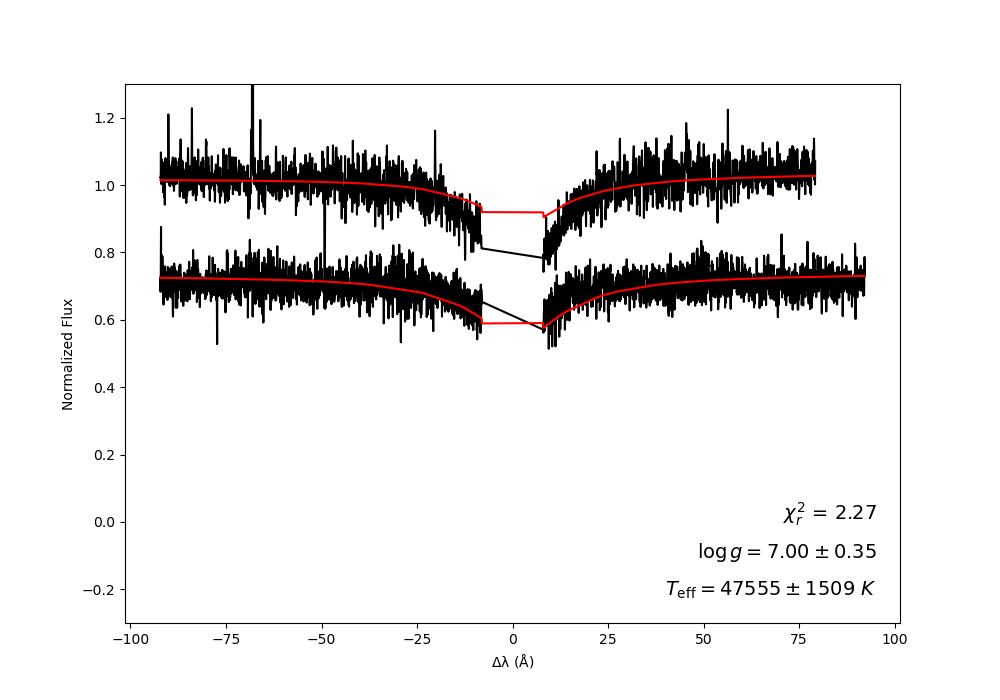 1.2
1.0
0.8
0.6
0.4
0.2
0.0
−0.2
Normalized Flux
χ²ᵣ = 2.27
log g = 7.00 ± 0.35
T_eff = 47555 ± 1509 K
−100 −75 −50 −25 0 25 50 75 100
Δλ (Å)